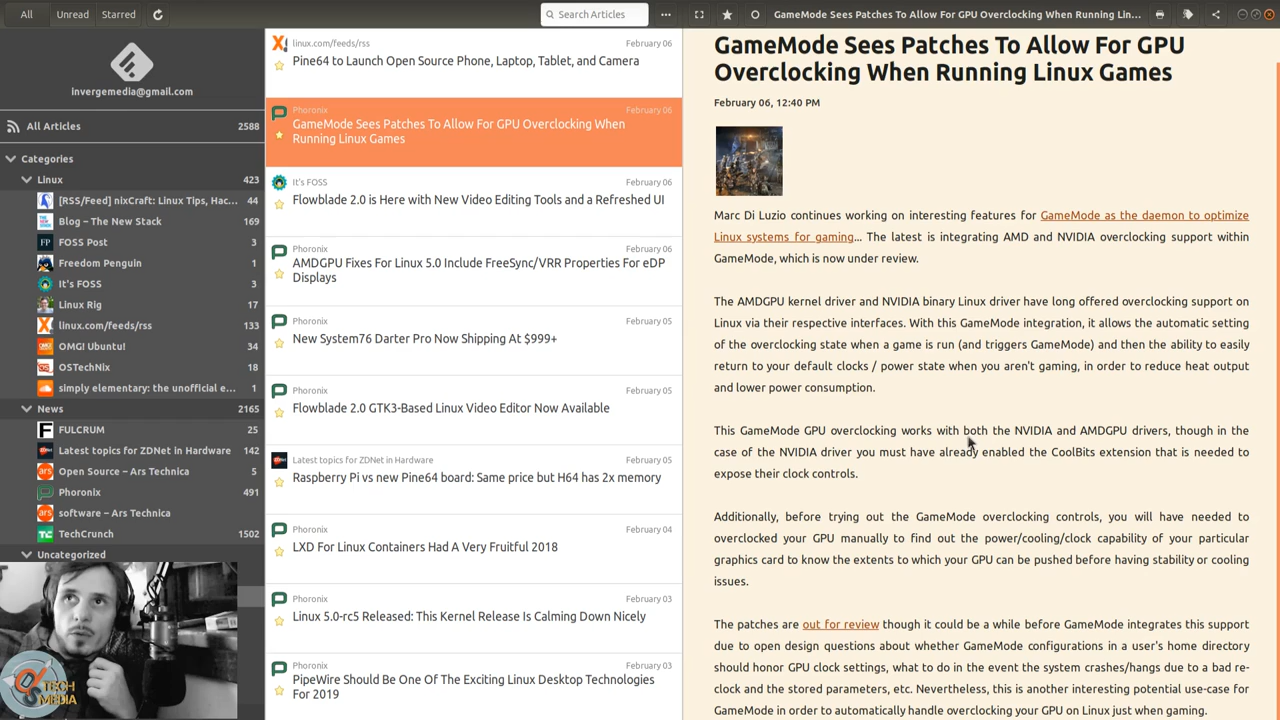 All Unread Starred
Search Articles
GameMode Sees Patches To Allow For GPU Overclocking When Running Lin...
invergemedia@gmail.com
All Articles 2588
Categories
Linux 423
[RSS/Feed] nixCraft: Linux Tips, Hac... 44
Blog – The New Stack 169
FOSS Post 3
Freedom Penguin 1
It's FOSS 3
Linux Rig 17
linux.com/feeds/rss 133
OMG! Ubuntu! 34
OSTechNix 18
simply elementary: the unofficial e... 1
News 2165
FULCRUM 25
Latest topics for ZDNet in Hardware 142
Open Source – Ars Technica 5
Phoronix 491
software – Ars Technica
TechCrunch 1502
Uncategorized
TECH
MEDIA
linux.com/feeds/rss February 06
Pine64 to Launch Open Source Phone, Laptop, Tablet, and Camera
Phoronix February 06
GameMode Sees Patches To Allow For GPU Overclocking When
Running Linux Games
It's FOSS February 06
Flowblade 2.0 is Here with New Video Editing Tools and a Refreshed UI
Phoronix February 06
AMDGPU Fixes For Linux 5.0 Include FreeSync/VRR Properties For eDP
Displays
Phoronix February 05
New System76 Darter Pro Now Shipping At $999+
Phoronix February 05
Flowblade 2.0 GTK3-Based Linux Video Editor Now Available
Latest topics for ZDNet in Hardware February 05
Raspberry Pi vs new Pine64 board: Same price but H64 has 2x memory
Phoronix February 04
LXD For Linux Containers Had A Very Fruitful 2018
Phoronix February 03
Linux 5.0-rc5 Released: This Kernel Release Is Calming Down Nicely
Phoronix February 03
PipeWire Should Be One Of The Exciting Linux Desktop Technologies
For 2019
GameMode Sees Patches To Allow For GPU
Overclocking When Running Linux Games
February 06, 12:40 PM
Marc Di Luzio continues working on interesting features for GameMode as the daemon to optimize
Linux systems for gaming... The latest is integrating AMD and NVIDIA overclocking support within
GameMode, which is now under review.
The AMDGPU kernel driver and NVIDIA binary Linux driver have long offered overclocking support on
Linux via their respective interfaces. With this GameMode integration, it allows the automatic setting
of the overclocking state when a game is run (and triggers GameMode) and then the ability to easily
return to your default clocks / power state when you aren't gaming, in order to reduce heat output
and lower power consumption.
This GameMode GPU overclocking works with both the NVIDIA and AMDGPU drivers, though in the
case of the NVIDIA driver you must have already enabled the CoolBits extension that is needed to
expose their clock controls.
Additionally, before trying out the GameMode overclocking controls, you will have needed to
overclocked your GPU manually to find out the power/cooling/clock capability of your particular
graphics card to know the extents to which your GPU can be pushed before having stability or cooling
issues.
The patches are out for review though it could be a while before GameMode integrates this support
due to open design questions about whether GameMode configurations in a user's home directory
should honor GPU clock settings, what to do in the event the system crashes/hangs due to a bad re-
clock and the stored parameters, etc. Nevertheless, this is another interesting potential use-case for
GameMode in order to automatically handle overclocking your GPU on Linux just when gaming.